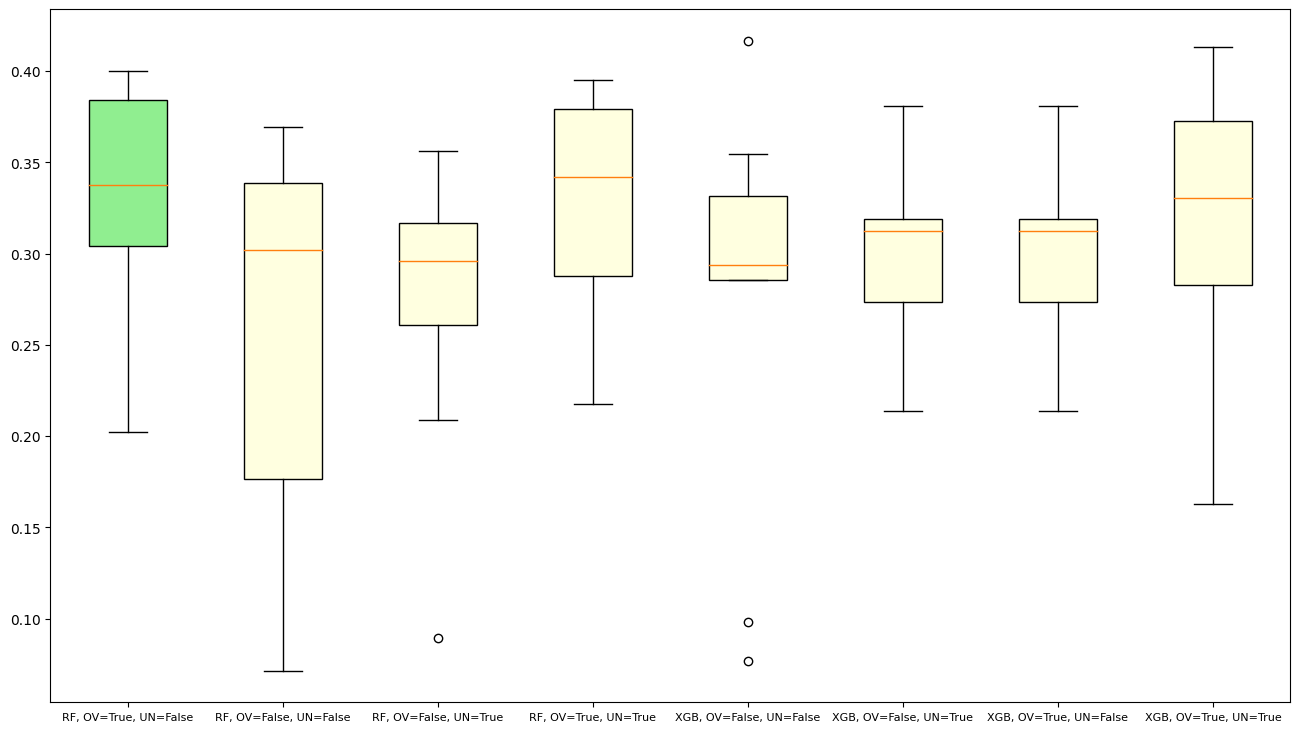 0.40
0.35
0.30
0.25
0.20
0.15
0.10
RF, OV=True, UN=False
RF, OV=False, UN=False
RF, OV=False, UN=True
RF, OV=True, UN=True
XGB, OV=False, UN=False
XGB, OV=False, UN=True
XGB, OV=True, UN=False
XGB, OV=True, UN=True